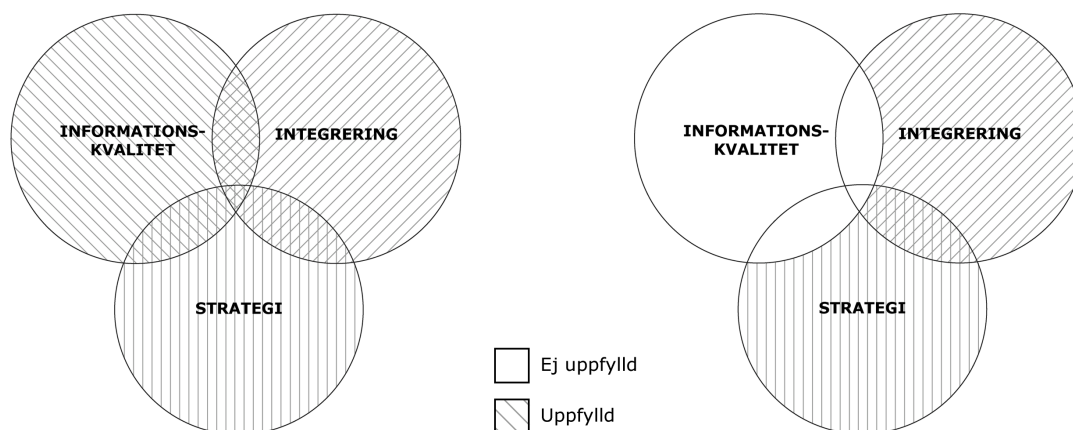 INFORMATIONS-
KVALITET
INTEGRERING
STRATEGI
INFORMATIONS-
KVALITET
INTEGRERING
STRATEGI
Ej uppfylld
Uppfylld